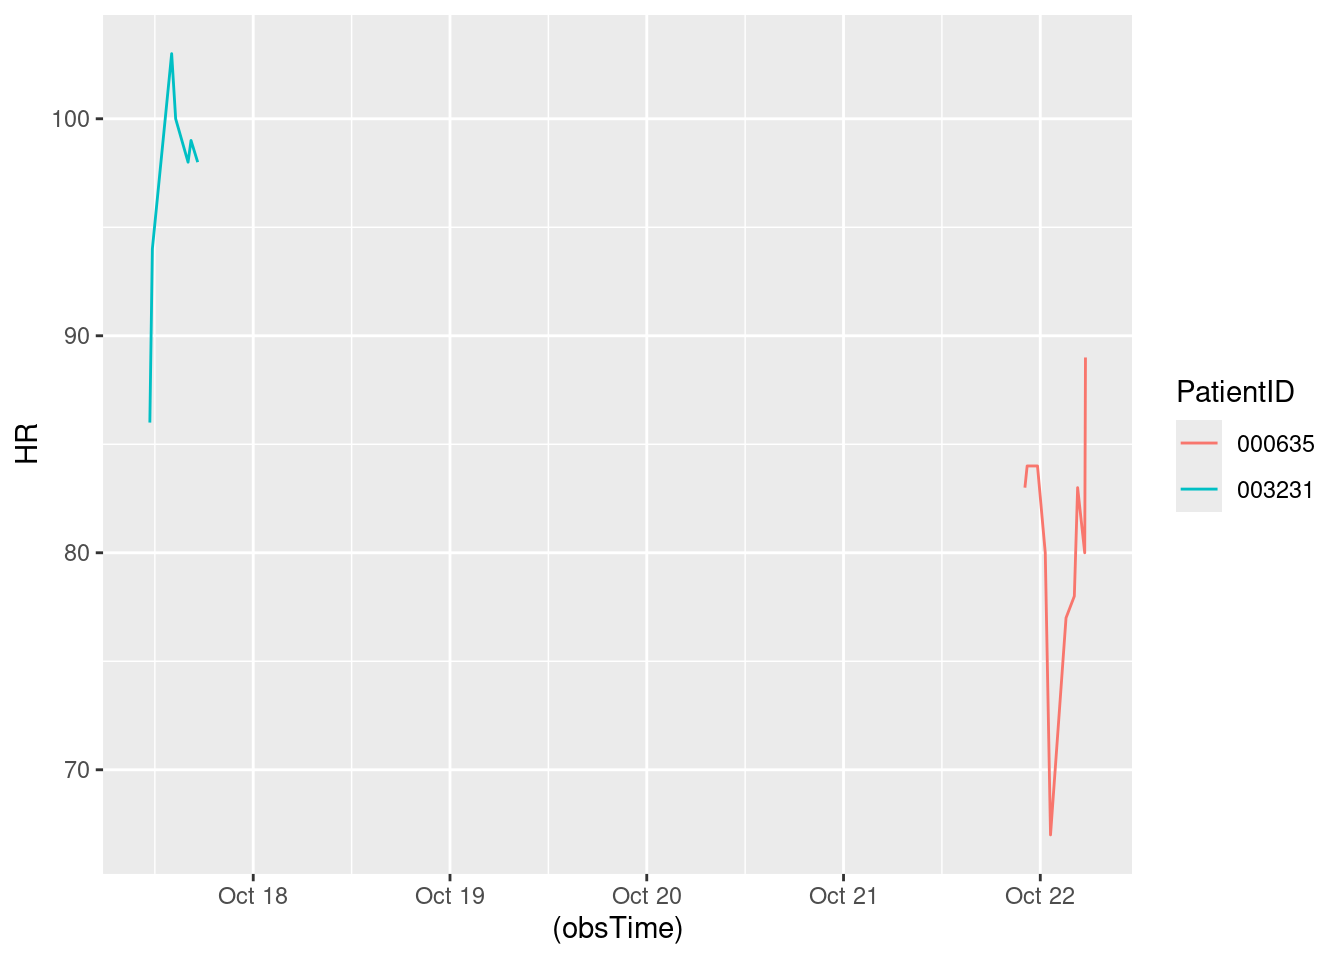 100
90
80
70
HR
Oct 18
Oct 19
Oct 20
Oct 21
Oct 22
(obsTime)
PatientID
000635
003231